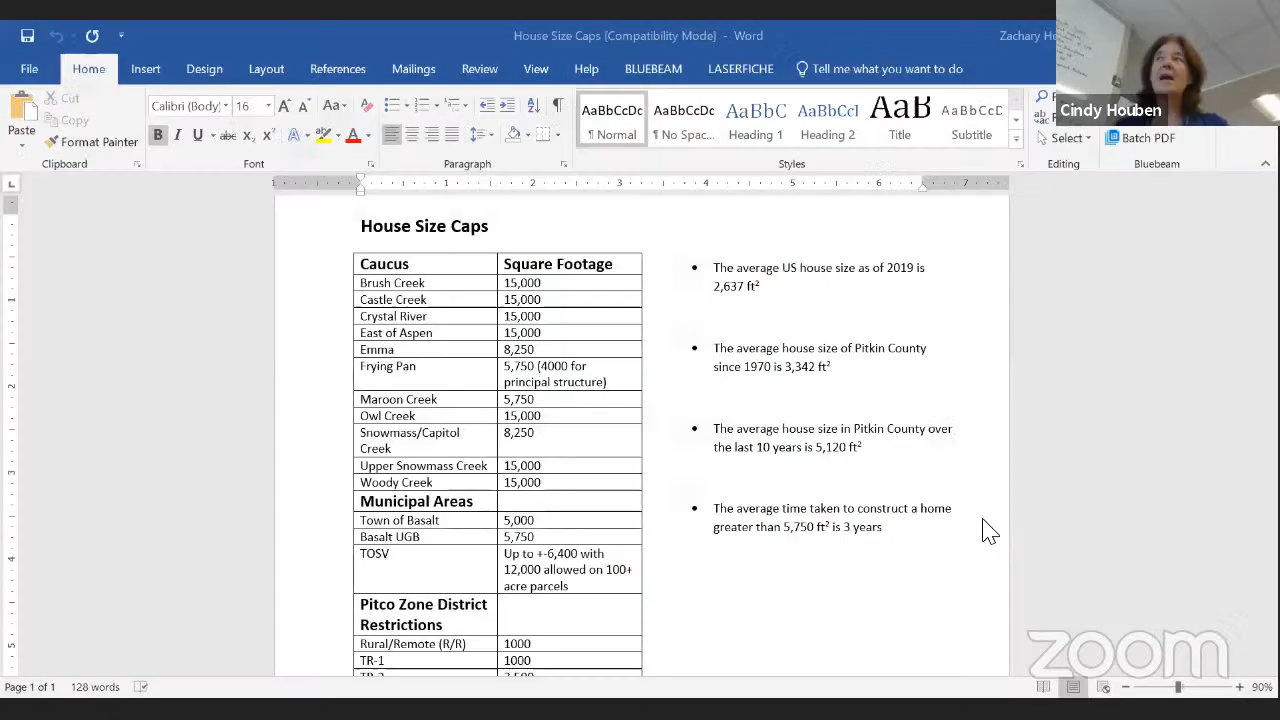 House Size Caps [Compatibility Mode] - Word
Zachary He
File Home Insert Design Layout References Mailings Review View Help BLUEBEAM LASERFICHE Tell me what you want to do
Cindy Houben
Paste
Cut
Copy
Format Painter
Calibri (Body) 16
AaBbCcDc AaBbCcDc AaBbC AaBbCcI AaB AaBbCcD
¶ Normal ¶ No Spac... Heading 1 Heading 2 Title Subtitle
Select
Batch PDF
Clipboard Font Paragraph Styles Editing Bluebeam
1 1 2 3 4 5 6 7
House Size Caps
Caucus Square Footage
Brush Creek 15,000
Castle Creek 15,000
Crystal River 15,000
East of Aspen 15,000
Emma 8,250
Frying Pan 5,750 (4000 for
principal structure)
Maroon Creek 5,750
Owl Creek 15,000
Snowmass/Capitol 8,250
Creek
Upper Snowmass Creek 15,000
Woody Creek 15,000
Municipal Areas
Town of Basalt 5,000
Basalt UGB 5,750
TOSV Up to +-6,400 with
12,000 allowed on 100+
acre parcels
Pitco Zone District
Restrictions
Rural/Remote (R/R) 1000
TR-1 1000
• The average US house size as of 2019 is
2,637 ft²
• The average house size of Pitkin County
since 1970 is 3,342 ft²
• The average house size in Pitkin County over
the last 10 years is 5,120 ft²
• The average time taken to construct a home
greater than 5,750 ft² is 3 years
zoom
Page 1 of 1 128 words
90%